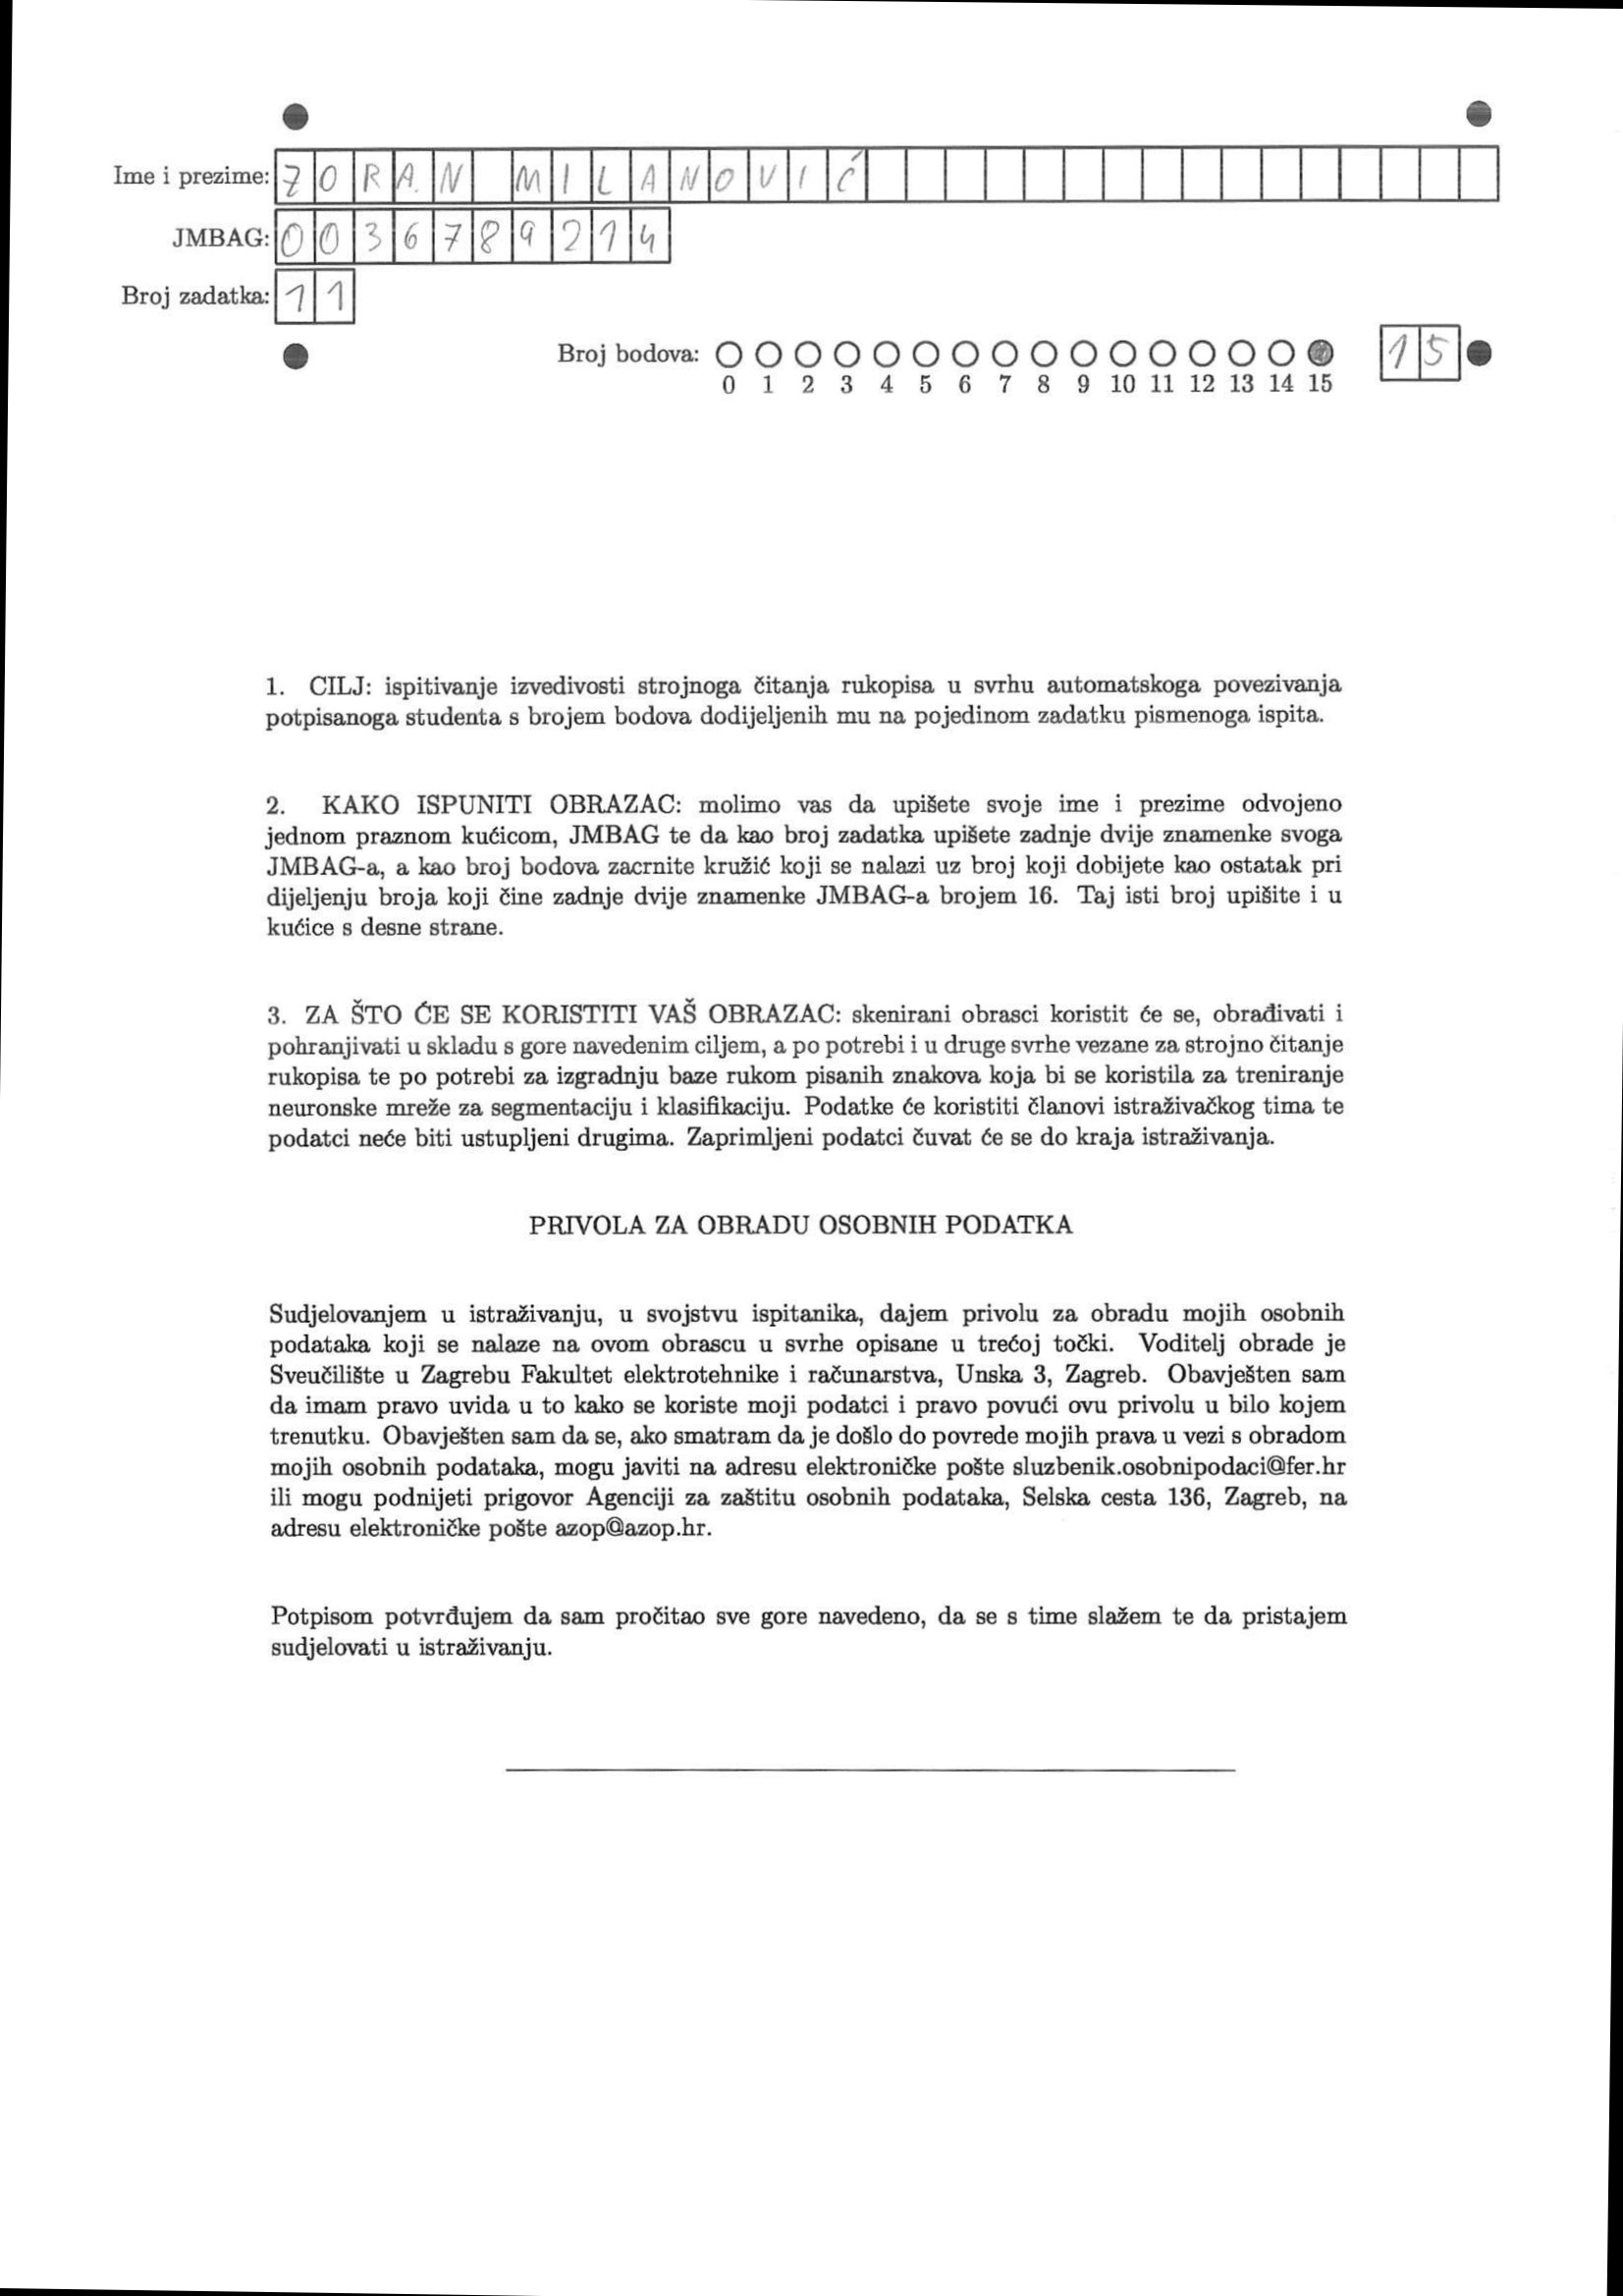 Ime i prezime: ZORAN MILANOVIĆ
JMBAG: 0036789214
Broj zadatka: 11
Broj bodova: 15
0 1 2 3 4 5 6 7 8 9 10 11 12 13 14 15
1. CILJ: ispitivanje izvedivosti strojnoga čitanja rukopisa u svrhu automatskoga povezivanja
potpisanoga studenta s brojem bodova dodijeljenih mu na pojedinom zadatku pismenoga ispita.
2. KAKO ISPUNITI OBRAZAC: molimo vas da upišete svoje ime i prezime odvojeno
jednom praznom kućicom, JMBAG te da kao broj zadatka upišete zadnje dvije znamenke svoga
JMBAG-a, a kao broj bodova zacrnite kružić koji se nalazi uz broj koji dobijete kao ostatak pri
dijeljenju broja koji čine zadnje dvije znamenke JMBAG-a brojem 16. Taj isti broj upišite i u
kućice s desne strane.
3. ZA ŠTO ĆE SE KORISTITI VAŠ OBRAZAC: skenirani obrasci koristit će se, obrađivati i
pohranjivati u skladu s gore navedenim ciljem, a po potrebi i u druge svrhe vezane za strojno čitanje
rukopisa te po potrebi za izgradnju baze rukom pisanih znakova koja bi se koristila za treniranje
neuronske mreže za segmentaciju i klasifikaciju. Podatke će koristiti članovi istraživačkog tima te
podatci neće biti ustupljeni drugima. Zaprimljeni podatci čuvat će se do kraja istraživanja.
PRIVOLA ZA OBRADU OSOBNIH PODATKA
Sudjelovanjem u istraživanju, u svojstvu ispitanika, dajem privolu za obradu mojih osobnih
podataka koji se nalaze na ovom obrascu u svrhe opisane u trećoj točki. Voditelj obrade je
Sveučilište u Zagrebu Fakultet elektrotehnike i računarstva, Unska 3, Zagreb. Obavješten sam
da imam pravo uvida u to kako se koriste moji podatci i pravo povući ovu privolu u bilo kojem
trenutku. Obavješten sam da se, ako smatram da je došlo do povrede mojih prava u vezi s obradom
mojih osobnih podataka, mogu javiti na adresu elektroničke pošte sluzbenik.osobnipodaci@fer.hr
ili mogu podnijeti prigovor Agenciji za zaštitu osobnih podataka, Selska cesta 136, Zagreb, na
adresu elektroničke pošte azop@azop.hr.
Potpisom potvrđujem da sam pročitao sve gore navedeno, da se s time slažem te da pristajem
sudjelovati u istraživanju.